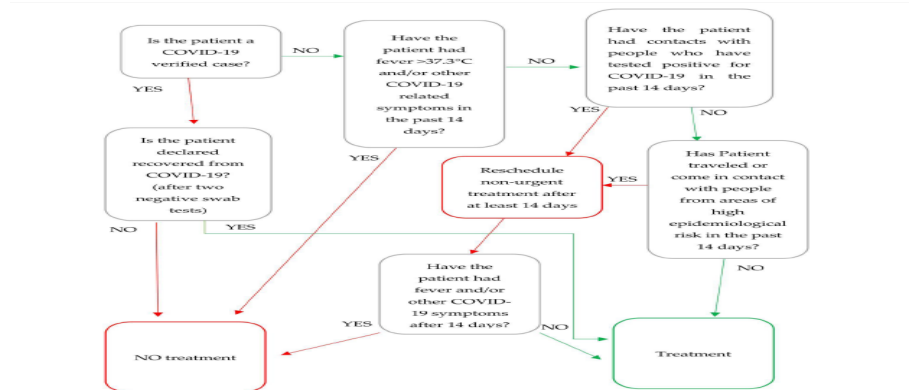 Is the patient a
COVID-19
verified case?
NO
Have the
patient had
fever >37.3°C
and/or other
COVID-19
related
symptoms in
the past 14
days?
NO
Have the patient
had contacts with
people who have
tested positive for
COVID-19 in the
past 14 days?
YES
YES
NO
Is the patient
declared
recovered from
COVID-19?
(after two
negative swab
tests)
YES
Reschedule
non-urgent
treatment after
at least 14 days
YES
Has Patient
traveled or
come in contact
with people
from areas of
high
epidemiological
risk in the past
14 days?
NO
YES
Have the
patient had
fever and/or
other COVID-
19 symptoms
after 14 days?
NO
YES
NO
NO treatment
Treatment